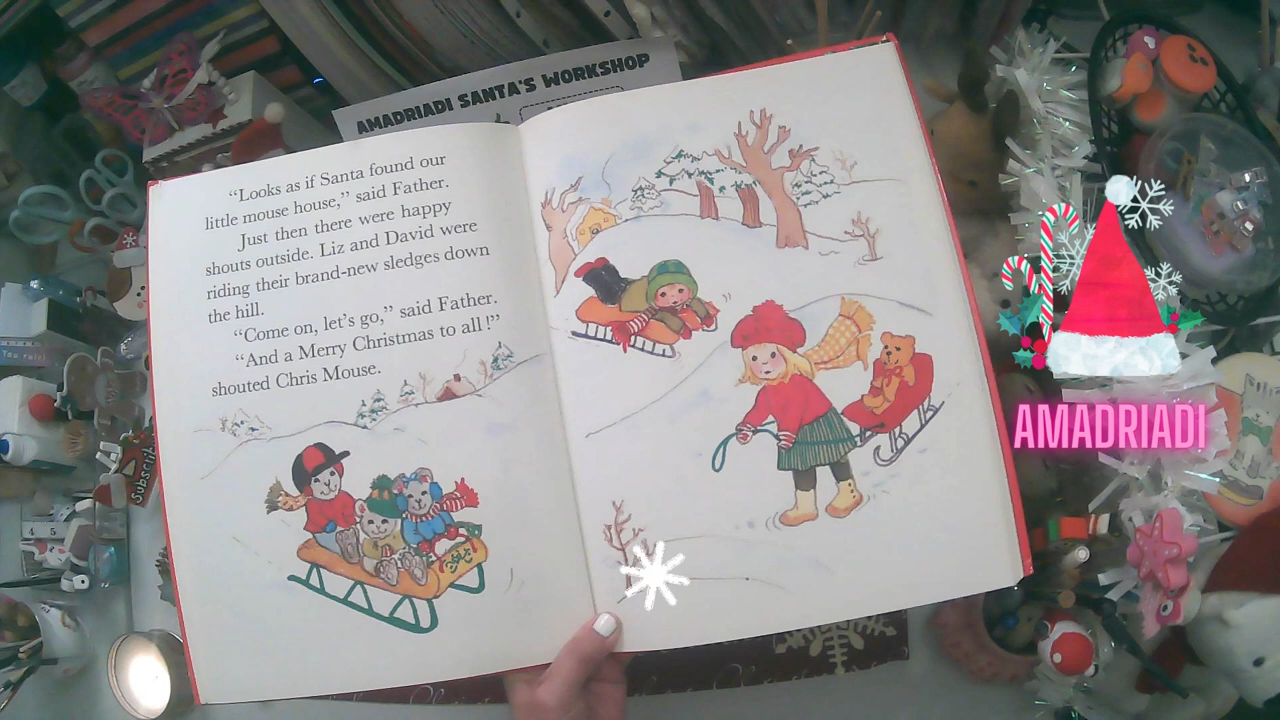 AMADRIADI SANTA'S WORKSHOP
“Looks as if Santa found our
little mouse house,” said Father.
Just then there were happy
shouts outside. Liz and David were
riding their brand-new sledges down
the hill.
“Come on, let’s go,” said Father.
“And a Merry Christmas to all!”
shouted Chris Mouse.
AMADRIADI
Subscrib